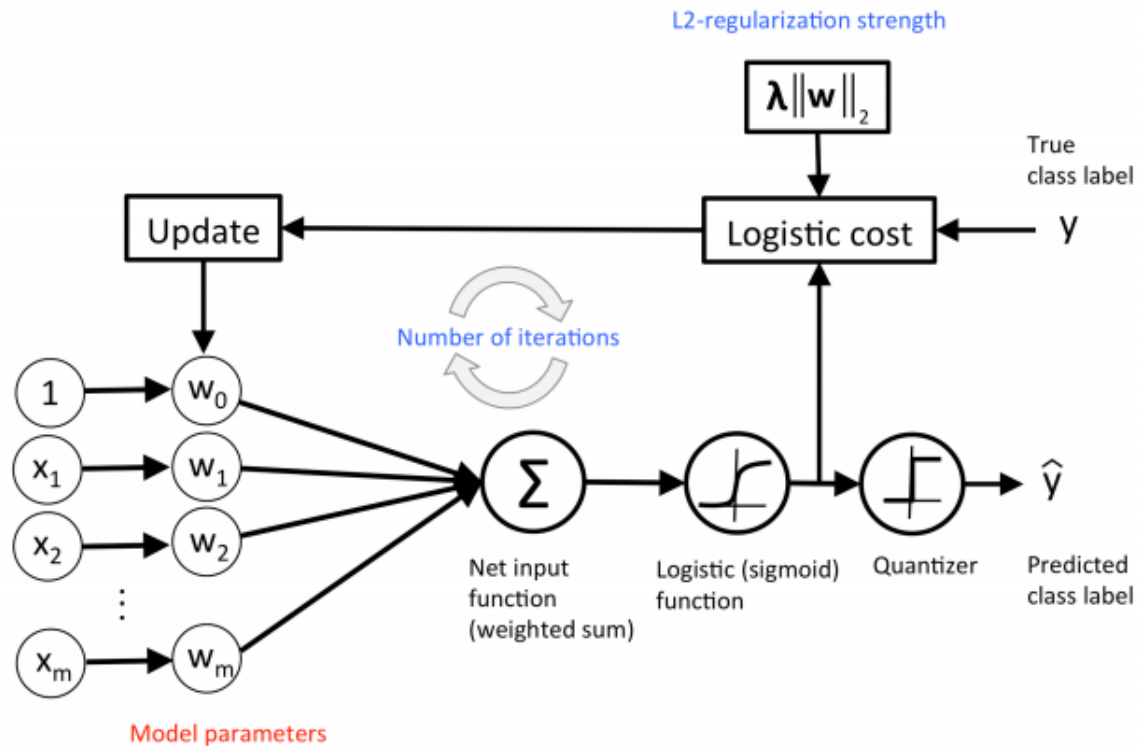 L2-regularization strength
λ||w||₂
True
class label
Update
Logistic cost
y
Number of iterations
1
w₀
x₁
w₁
x₂
w₂
⋮
xₘ
wₘ
Σ
ŷ
Net input
function
(weighted sum)
Logistic (sigmoid)
function
Quantizer
Predicted
class label
Model parameters